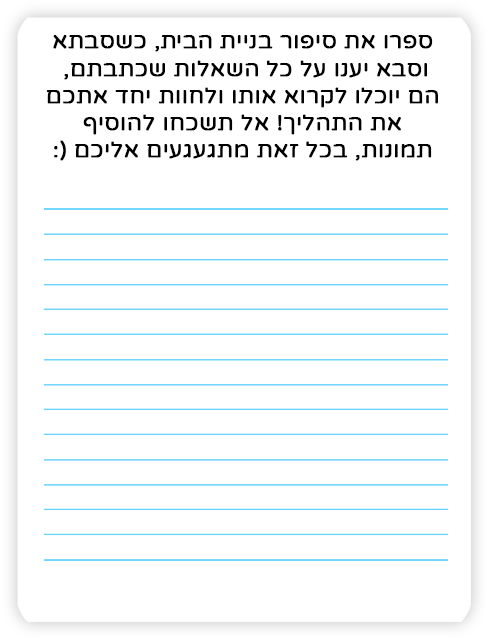 ספרו את סיפור בניית הבית, כשסבתא
וסבא יענו על כל השאלות שכתבתם,
הם יוכלו לקרוא אותו ולחוות יחד אתכם
את התהליך! אל תשכחו להוסיף
תמונות, בכל זאת מתגעגעים אליכם (: